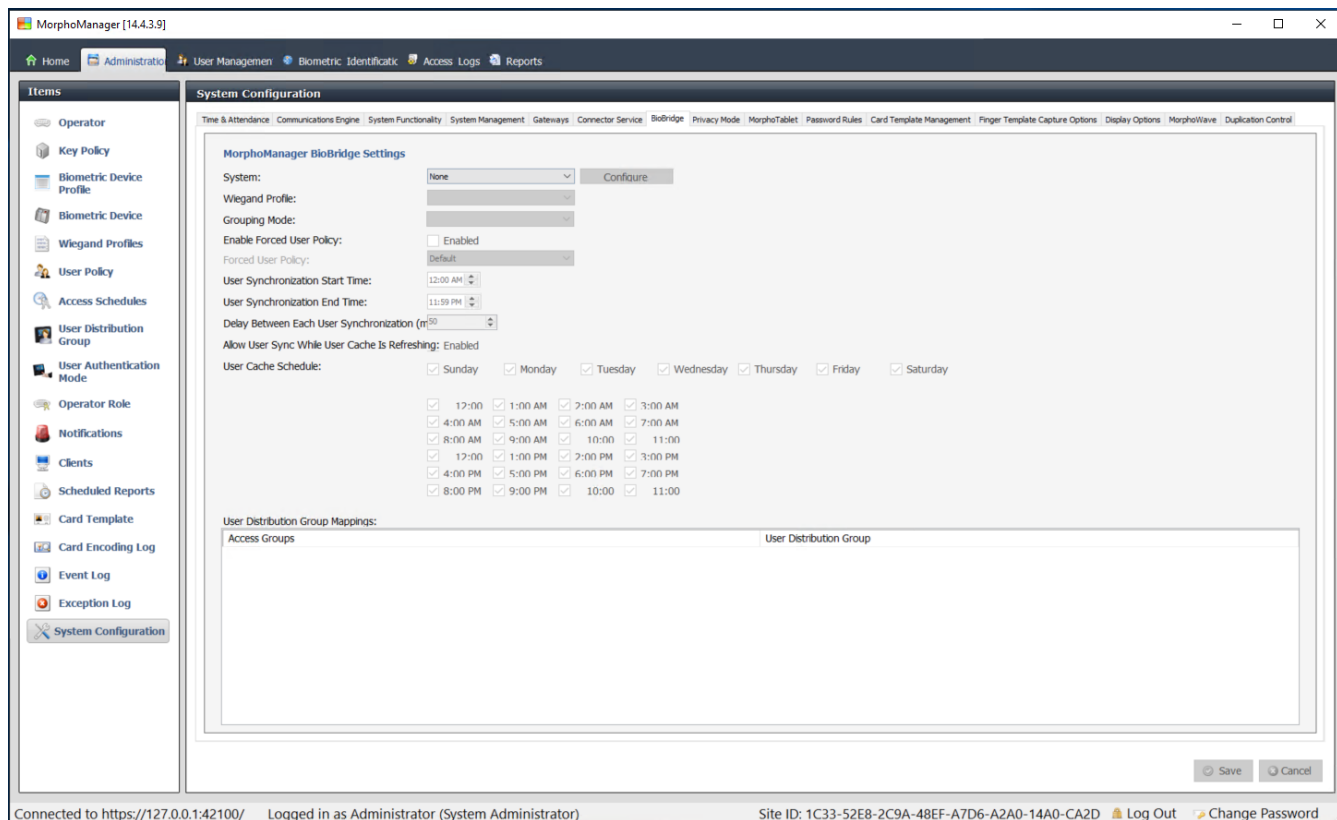 MorphoManager [14.4.3.9]
Home Administratio User Managemen Biometric Identificatic Access Logs Reports
Items
Operator
Key Policy
Biometric Device
Profile
Biometric Device
Wiegand Profiles
User Policy
Access Schedules
User Distribution
Group
User Authentication
Mode
Operator Role
Notifications
Clients
Scheduled Reports
Card Template
Card Encoding Log
Event Log
Exception Log
System Configuration
System Configuration
Time & Attendance Communications Engine System Functionality System Management Gateways Connector Service BioBridge Privacy Mode MorphoTablet Password Rules Card Template Management Finger Template Capture Options Display Options MorphoWave Duplication Control
MorphoManager BioBridge Settings
System: None Configure
Wiegand Profile:
Grouping Mode:
Enable Forced User Policy: Enabled
Forced User Policy: Default
User Synchronization Start Time: 12:00 AM
User Synchronization End Time: 11:59 PM
Delay Between Each User Synchronization (m 50
Allow User Sync While User Cache Is Refreshing: Enabled
User Cache Schedule: Sunday Monday Tuesday Wednesday Thursday Friday Saturday
12:00 1:00 AM 2:00 AM 3:00 AM
4:00 AM 5:00 AM 6:00 AM 7:00 AM
8:00 AM 9:00 AM 10:00 11:00
12:00 1:00 PM 2:00 PM 3:00 PM
4:00 PM 5:00 PM 6:00 PM 7:00 PM
8:00 PM 9:00 PM 10:00 11:00
User Distribution Group Mappings:
Access Groups User Distribution Group
Save Cancel
Connected to https://127.0.0.1:42100/ Logged in as Administrator (System Administrator) Site ID: 1C33-52E8-2C9A-48EF-A7D6-A2A0-14A0-CA2D Log Out Change Password